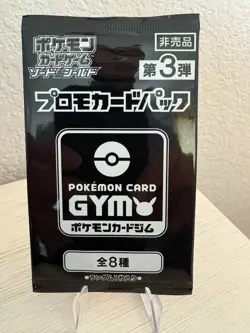 ポケモン
カードゲーム
ソード&シールド
非売品
第3弾
プロモカードパック
POKÉMON CARD
GYM
ポケモンカードジム
全8種